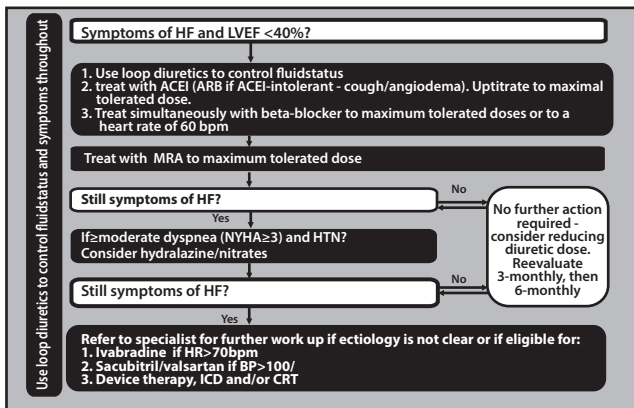 Use loop diuretics to control fluidstatus and symptoms throughout
Symptoms of HF and LVEF <40%?
1. Use loop diuretics to control fluidstatus
2. treat with ACEI (ARB if ACEI-intolerant - cough/angiodema). Uptitrate to maximal
tolerated dose.
3. Treat simultaneously with beta-blocker to maximum tolerated doses or to a
heart rate of 60 bpm
Treat with MRA to maximum tolerated dose
Still symptoms of HF?
No
Yes
If≥moderate dyspnea (NYHA≥3) and HTN?
Consider hydralazine/nitrates
Still symptoms of HF?
No
Yes
No further action
required -
consider reducing
diuretic dose.
Reevaluate
3-monthly, then
6-monthly
Refer to specialist for further work up if ectiology is not clear or if eligible for:
1. Ivabradine if HR>70bpm
2. Sacubitril/valsartan if BP>100/
3. Device therapy, ICD and/or CRT